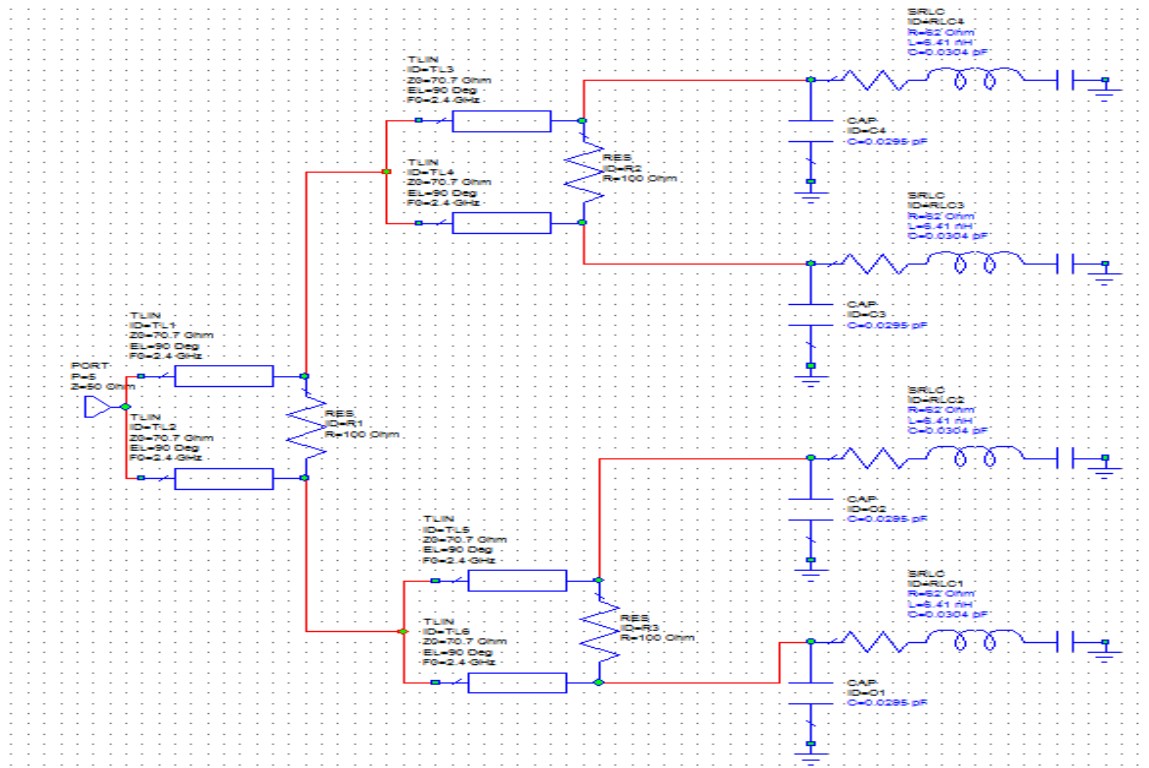 SRLC
ID=RLC4
R=62 Ohm
L=6.41 nH
C=0.0304 pF
TLIN
ID=TL3
Z0=70.7 Ohm
EL=90 Deg
F0=2.4 GHz
CAP
ID=C4
C=0.0295 pF
TLIN
ID=TL4
Z0=70.7 Ohm
EL=90 Deg
F0=2.4 GHz
RES
ID=R2
R=100 Ohm
SRLC
ID=RLC3
R=62 Ohm
L=6.41 nH
C=0.0304 pF
CAP
ID=C3
C=0.0295 pF
TLIN
ID=TL1
Z0=70.7 Ohm
EL=90 Deg
F0=2.4 GHz
PORT
P=5
Z=50 Ohm
TLIN
ID=TL2
Z0=70.7 Ohm
EL=90 Deg
F0=2.4 GHz
RES
ID=R1
R=100 Ohm
SRLC
ID=RLC2
R=62 Ohm
L=6.41 nH
C=0.0304 pF
CAP
ID=C2
C=0.0295 pF
TLIN
ID=TL5
Z0=70.7 Ohm
EL=90 Deg
F0=2.4 GHz
TLIN
ID=TL6
Z0=70.7 Ohm
EL=90 Deg
F0=2.4 GHz
RES
ID=R3
R=100 Ohm
SRLC
ID=RLC1
R=62 Ohm
L=6.41 nH
C=0.0304 pF
CAP
ID=C1
C=0.0295 pF